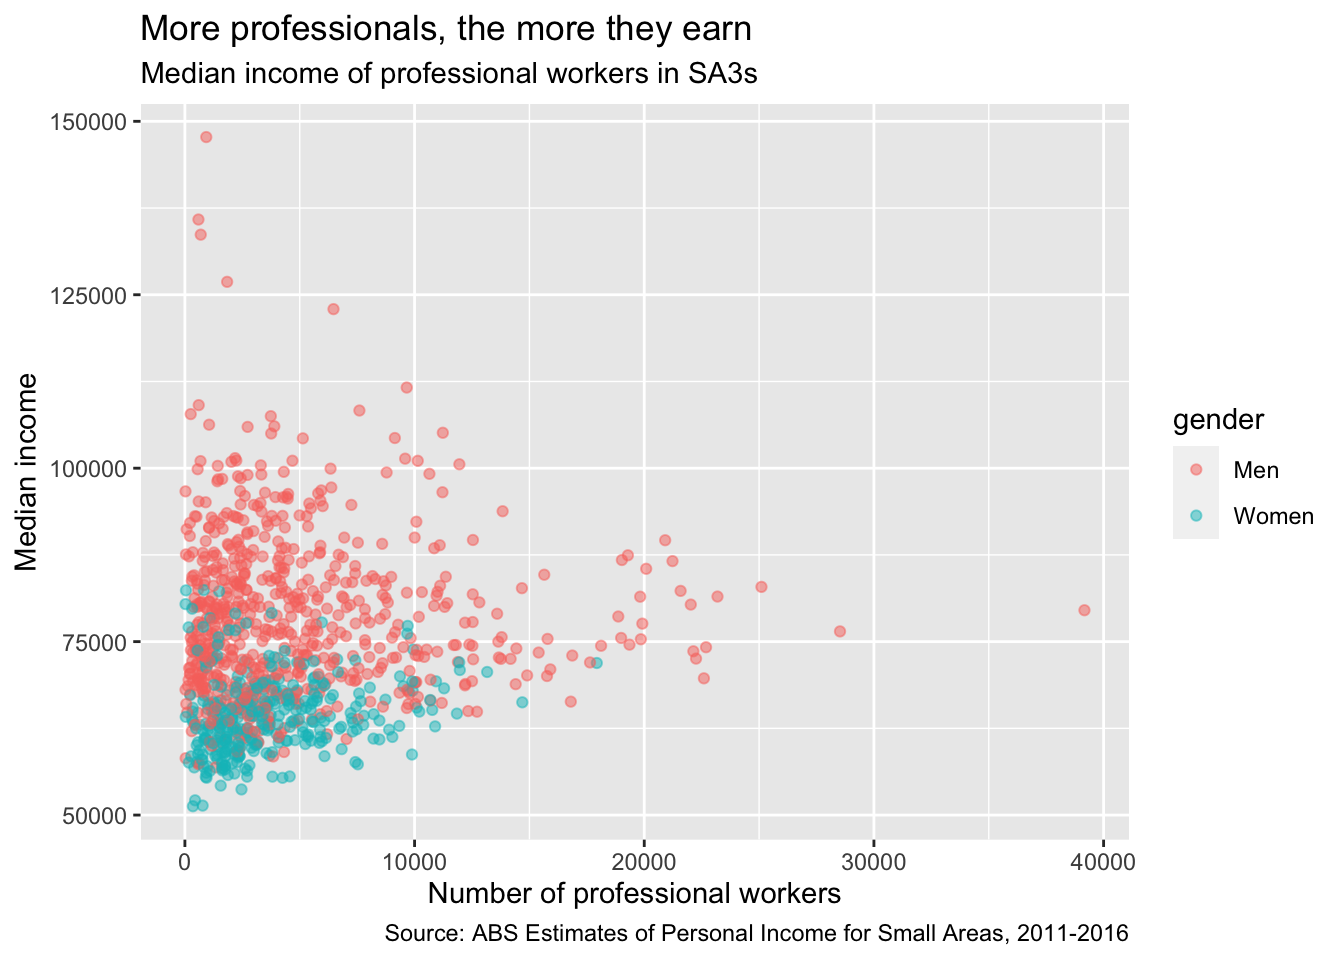 More professionals, the more they earn
Median income of professional workers in SA3s
150000
125000
100000
75000
50000
Median income
0
10000
20000
30000
40000
Number of professional workers
gender
Men
Women
Source: ABS Estimates of Personal Income for Small Areas, 2011-2016